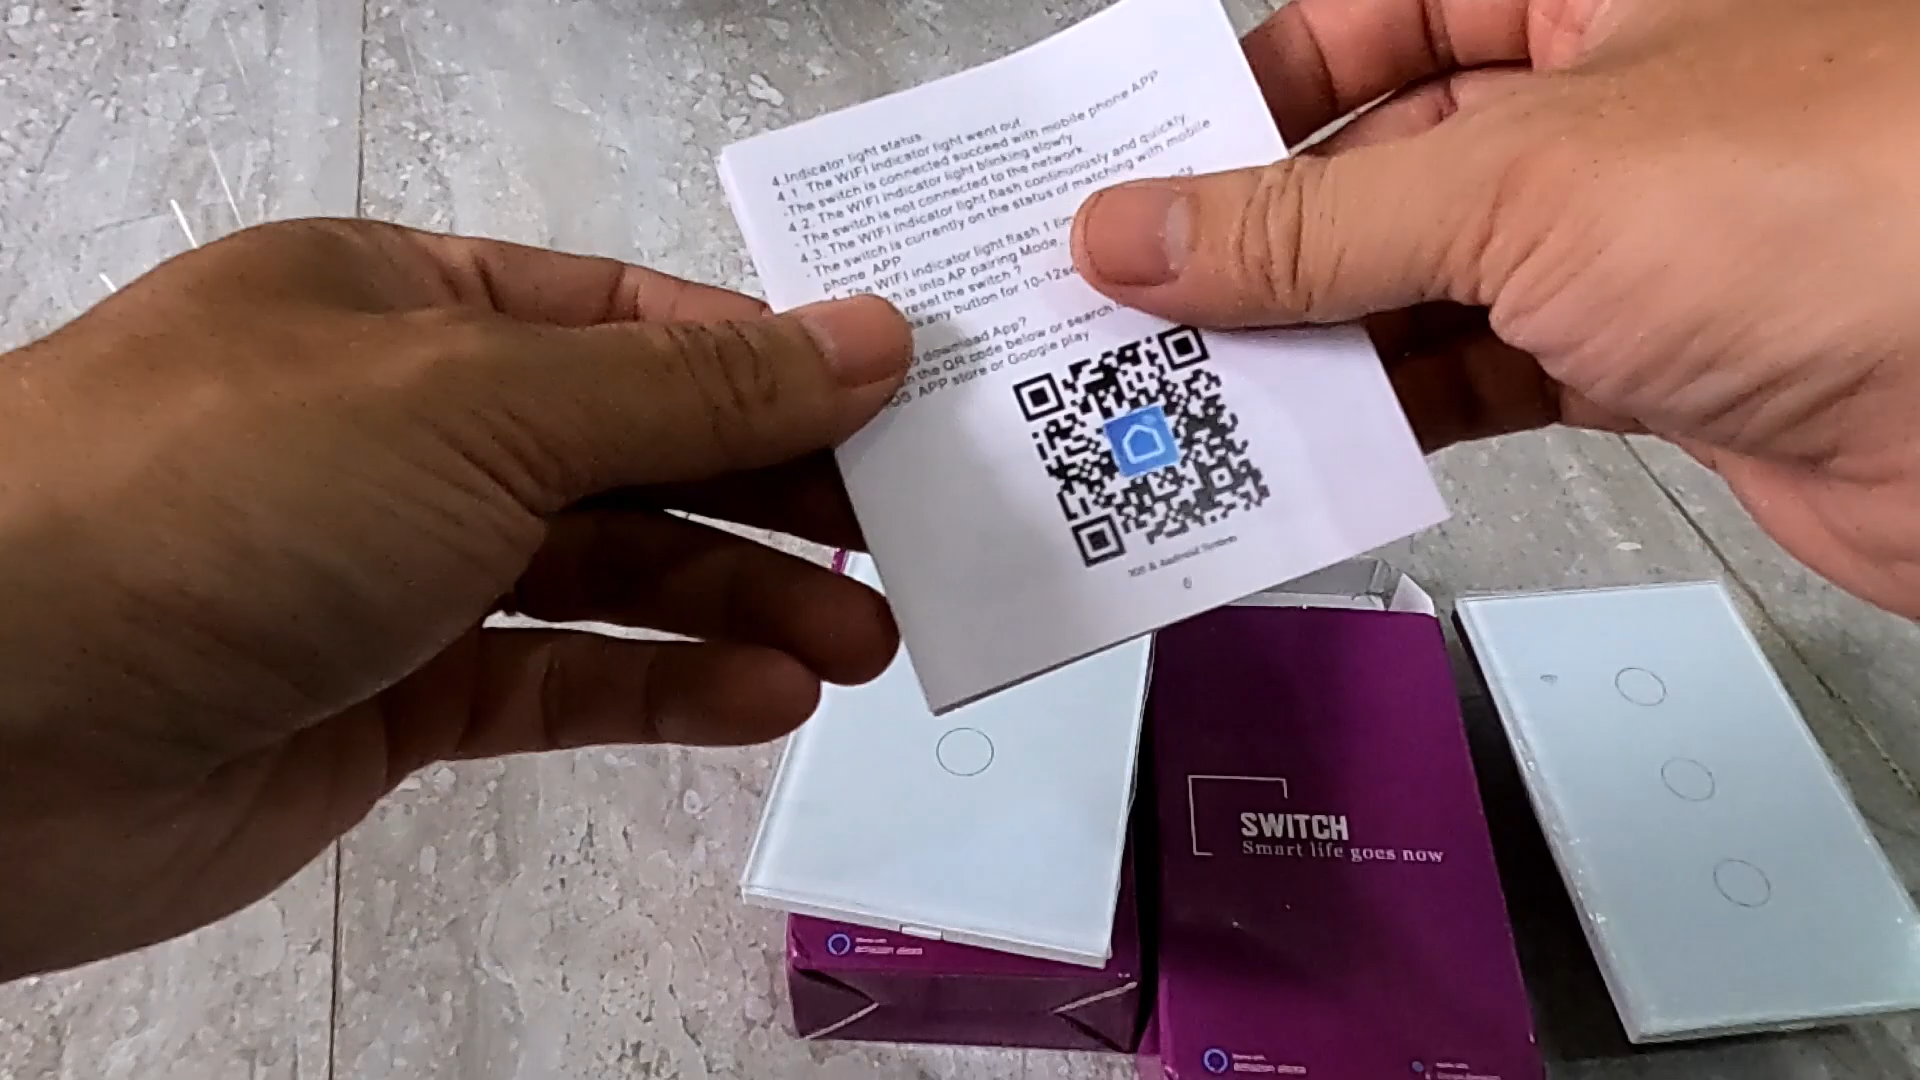 4.Indicator light status.
4.1. The WIFI indicator light went out.
-The switch is connected succeed with mobile phone APP
4.2. The WIFI indicator light blinking slowly
- The switch is not connected to the network.
4.3. The WIFI indicator light flash continuously and quickly
- The switch is currently on the status of matching with mobile
phone APP
The WIFI indicator light flash 1
is into AP pairing Mode.
reset the switch ?
any button for 10-12se
download App?
the QR code below or search
APP store or Google play
IOS & Android System
6
SWITCH
Smart life goes now
amazon alexa
amazon alexa